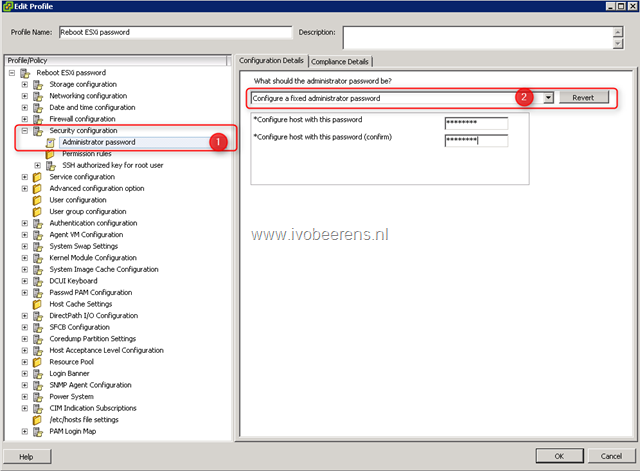 Edit Profile
Profile Name: Reboot ESXi password Description:
Profile/Policy
Reboot ESXi password
Storage configuration
Networking configuration
Date and time configuration
Firewall configuration
Security configuration
Administrator password 1
Permission rules
SSH authorized key for root user
Service configuration
Advanced configuration option
User configuration
User group configuration
Authentication configuration
Agent VM Configuration
System Swap Settings
Kernel Module Configuration
System Image Cache Configuration
DCUI Keyboard
Passwd PAM Configuration
Host Cache Settings
DirectPath I/O Configuration
SFCB Configuration
Coredump Partition Settings
Host Acceptance Level Configuration
Resource Pool
Login Banner
SNMP Agent Configuration
Power System
CIM Indication Subscriptions
/etc/hosts file settings
PAM Login Map
Configuration Details Compliance Details
What should the administrator password be?
Configure a fixed administrator password 2 Revert
*Configure host with this password ********
*Configure host with this password (confirm) ********
www.ivobeerens.nl
Help OK Cancel